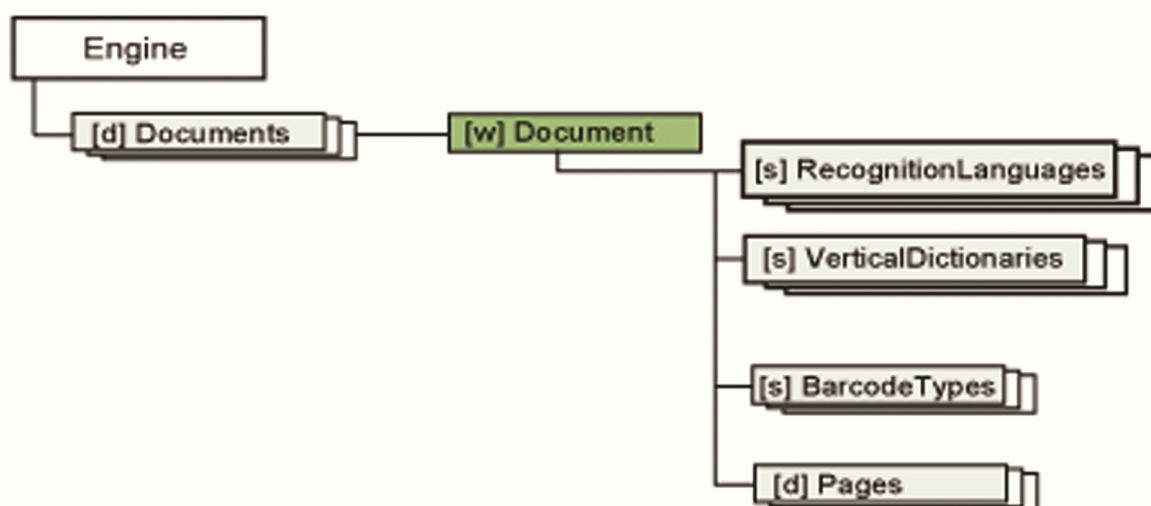 Engine
[d] Documents
[w] Document
[s] RecognitionLanguages
[s] VerticalDictionaries
[s] BarcodeTypes
[d] Pages